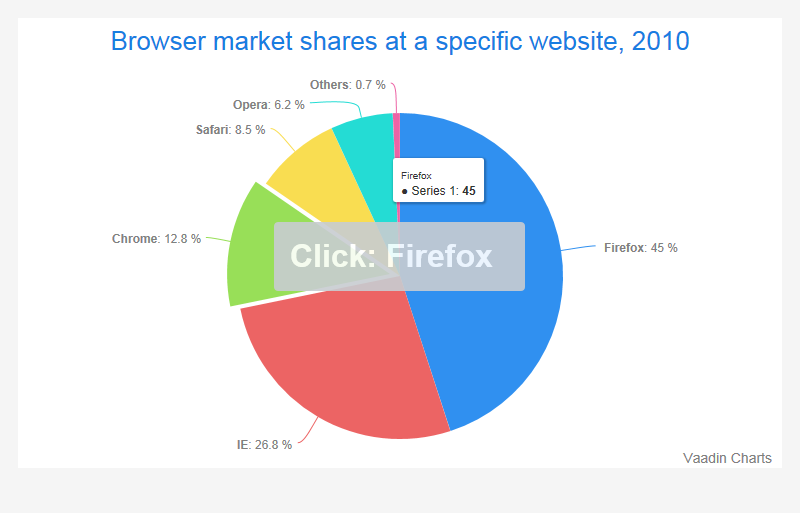 Browser market shares at a specific website, 2010
Others: 0.7 %
Opera: 6.2 %
Safari: 8.5 %
Firefox
● Series 1: 45
Chrome: 12.8 %
Click: Firefox
Firefox: 45 %
IE: 26.8 %
Vaadin Charts